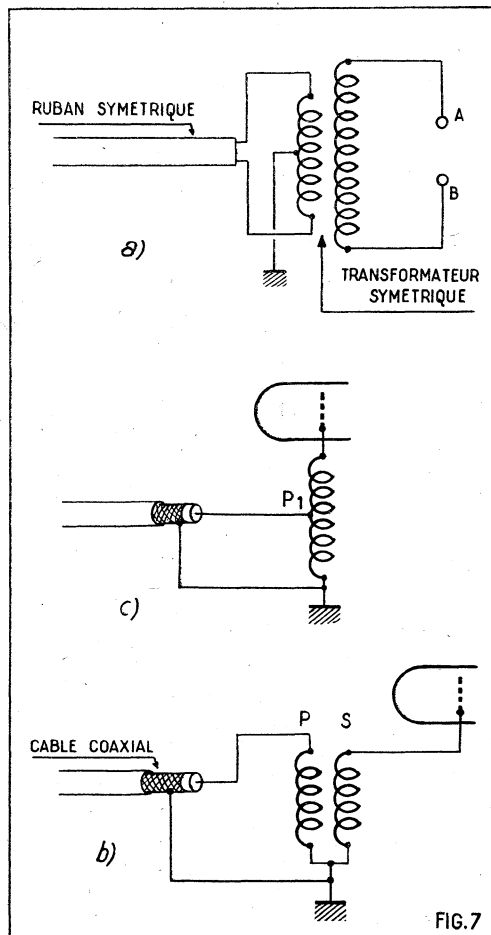 RUBAN SYMETRIQUE
A
B
a)
TRANSFORMATEUR
SYMETRIQUE
P1
c)
P S
CABLE COAXIAL
b)
FIG.7